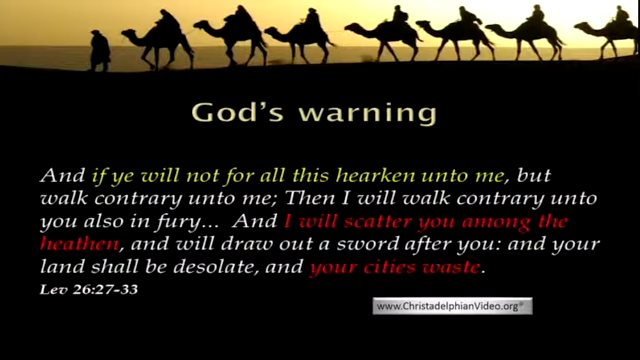 God's warning
And if ye will not for all this hearken unto me, but
walk contrary unto me; Then I will walk contrary unto
you also in fury... And I will scatter you among the
heathen, and will draw out a sword after you: and your
land shall be desolate, and your cities waste.
Lev 26:27-33
www.ChristadelphianVideo.org®